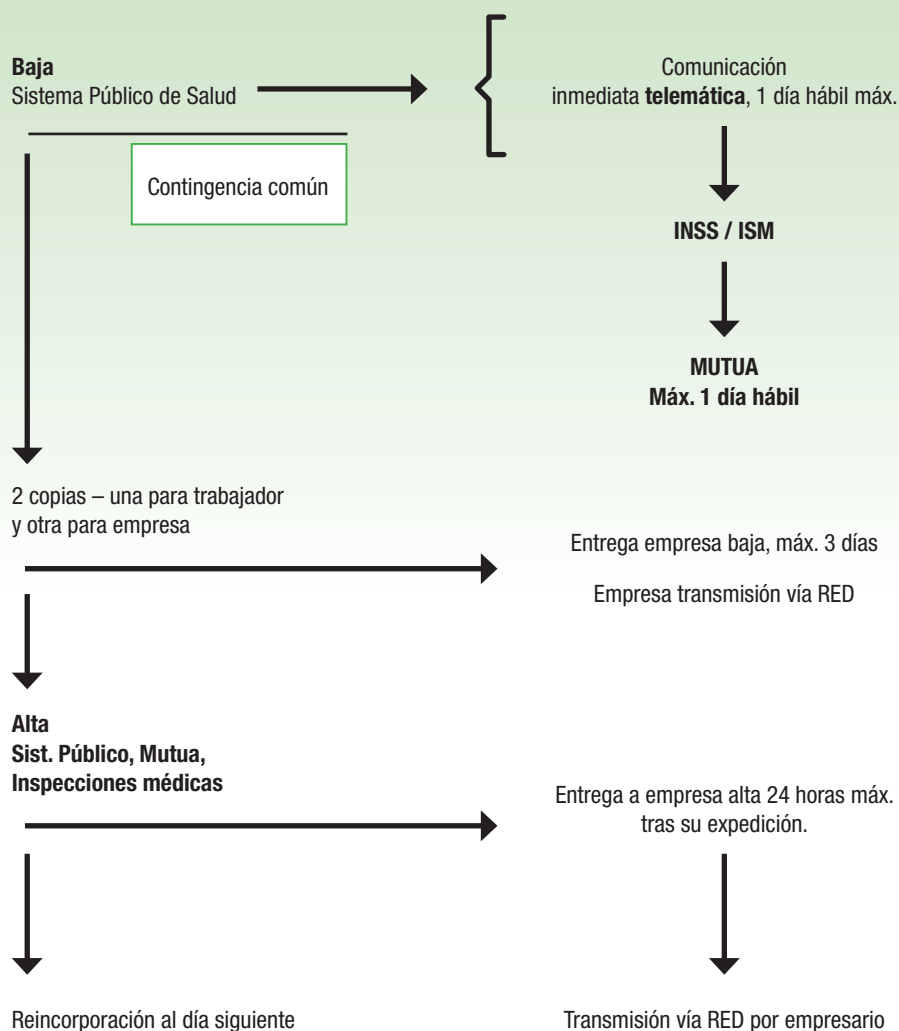 Baja
Sistema Público de Salud
Comunicación
inmediata telemática, 1 día hábil máx.
Contingencia común
INSS / ISM
MUTUA
Máx. 1 día hábil
2 copias – una para trabajador
y otra para empresa
Entrega empresa baja, máx. 3 días
Empresa transmisión vía RED
Alta
Sist. Público, Mutua,
Inspecciones médicas
Entrega a empresa alta 24 horas máx.
tras su expedición.
Reincorporación al día siguiente
Transmisión vía RED por empresario